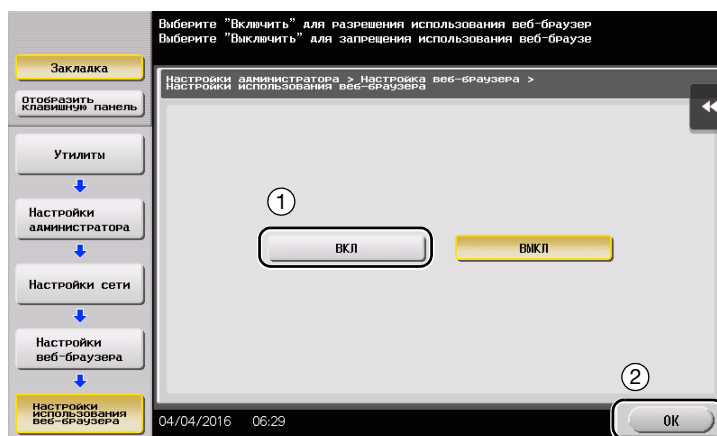 Выберите "Включить" для разрешения использования веб-браузер
Выберите "Выключить" для запрещения использования веб-браузе
Закладка
Отобразить
клавишную панель
Настройки администратора > Настройка веб-браузера >
Настройки использования веб-браузера
Утилиты
Настройки
администратора
Настройки сети
Настройки
веб-браузера
Настройки
использования
веб-браузера
1
ВКЛ
ВЫКЛ
2
04/04/2016 06:29
OK